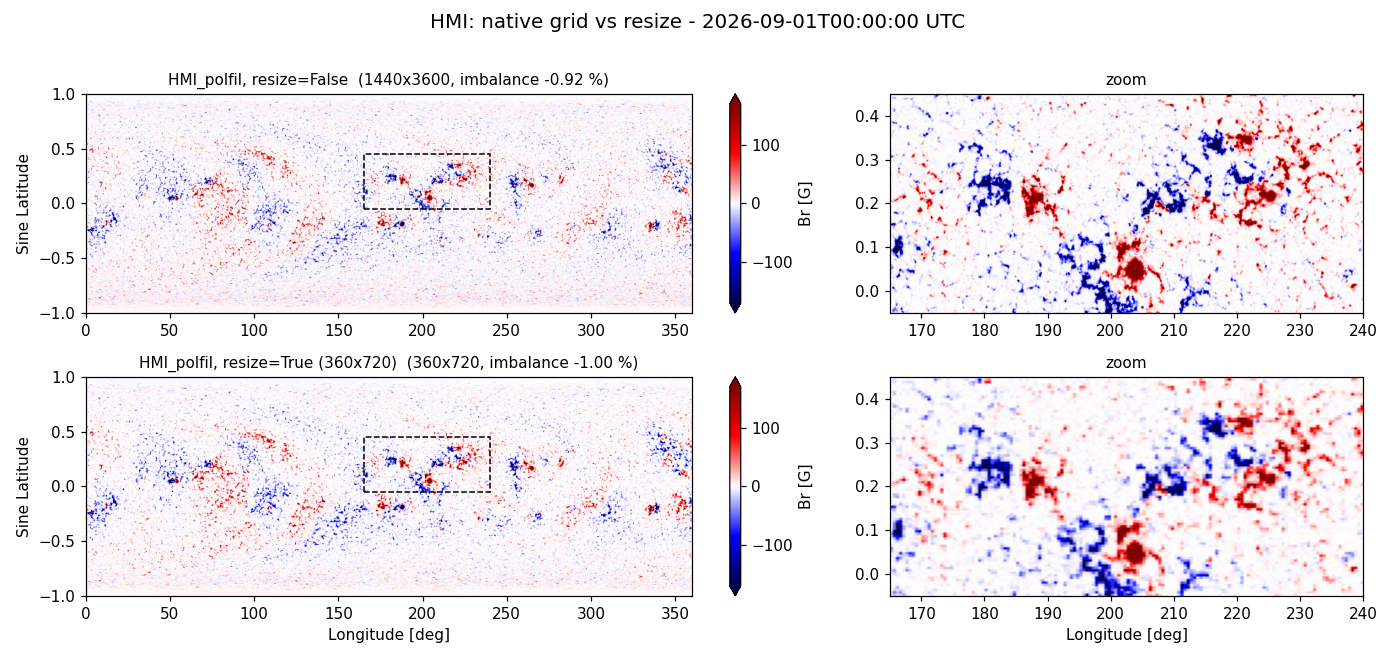 HMI: native grid vs resize - 2026-09-01T00:00:00 UTC
HMI_polfil, resize=False  (1440x3600, imbalance -0.92 %)
zoom
Sine Latitude
1.0
0.5
0.0
−0.5
−1.0
0 50 100 150 200 250 300 350
100
0
−100
Br [G]
0.4
0.3
0.2
0.1
0.0
170 180 190 200 210 220 230 240
HMI_polfil, resize=True (360x720)  (360x720, imbalance -1.00 %)
zoom
Sine Latitude
1.0
0.5
0.0
−0.5
−1.0
0 50 100 150 200 250 300 350
Longitude [deg]
100
0
−100
Br [G]
0.4
0.3
0.2
0.1
0.0
170 180 190 200 210 220 230 240
Longitude [deg]